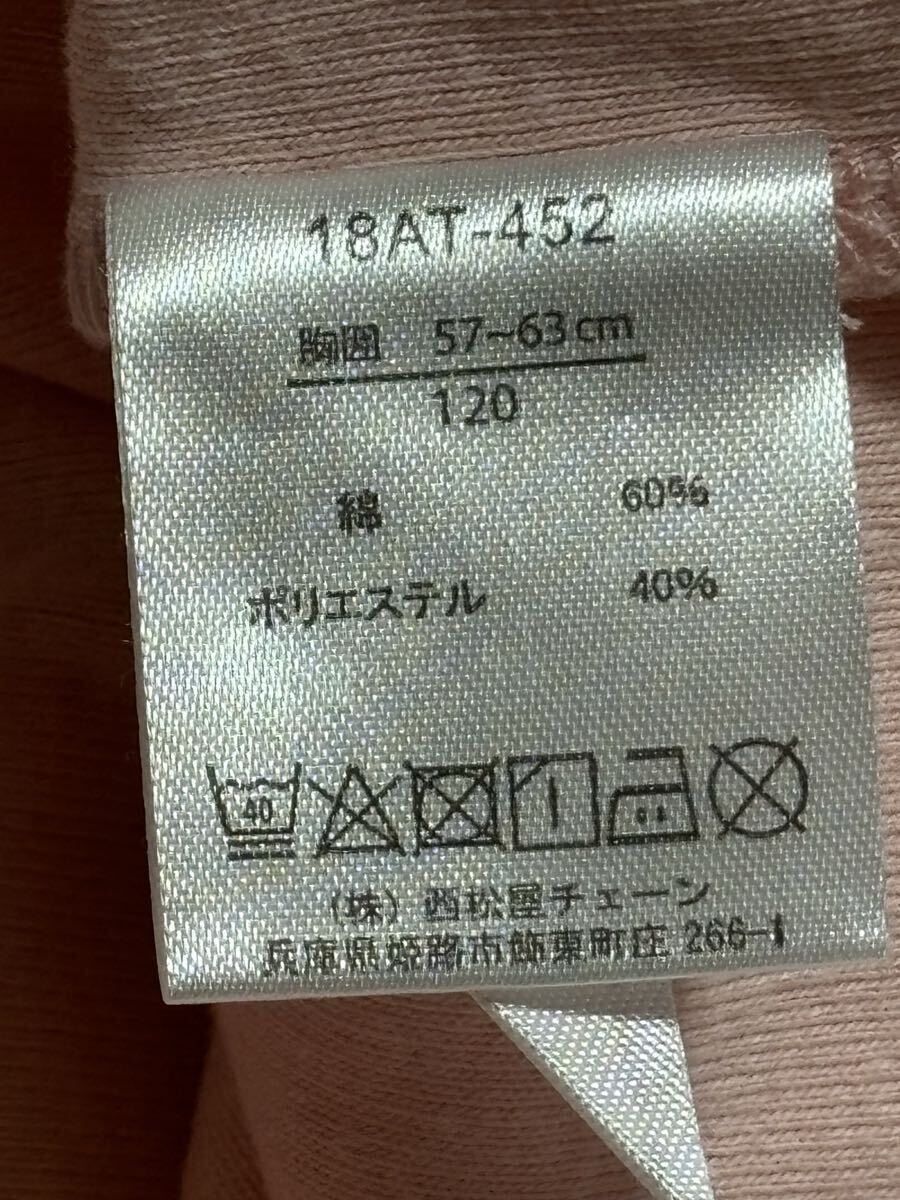 18AT-452
胸囲 57~63cm
120
綿 60%
ポリエステル 40%
40
(株) 西松屋チェーン
兵庫県姫路市飾東町庄 266-1